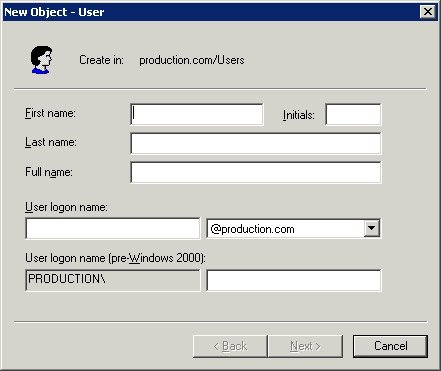 New Object - User
Create in: production.com/Users
First name: Initials:
Last name:
Full name:
User logon name:
@production.com
User logon name (pre-Windows 2000):
PRODUCTION\
< Back Next > Cancel